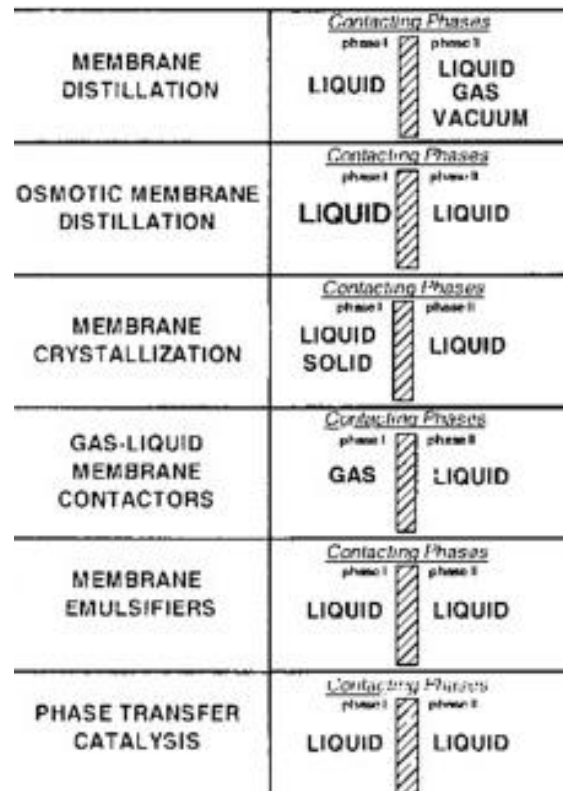 Contacting Phases
phase I phase II
MEMBRANE
DISTILLATION
LIQUID
LIQUID
GAS
VACUUM
Contacting Phases
phase I phase II
OSMOTIC MEMBRANE
DISTILLATION
LIQUID LIQUID
Contacting Phases
phase I phase II
MEMBRANE
CRYSTALLIZATION
LIQUID
SOLID
LIQUID
Contacting Phases
phase I phase II
GAS-LIQUID
MEMBRANE
CONTACTORS
GAS LIQUID
Contacting Phases
phase I phase II
MEMBRANE
EMULSIFIERS
LIQUID LIQUID
Contacting Phases
phase I phase II
PHASE TRANSFER
CATALYSIS
LIQUID LIQUID